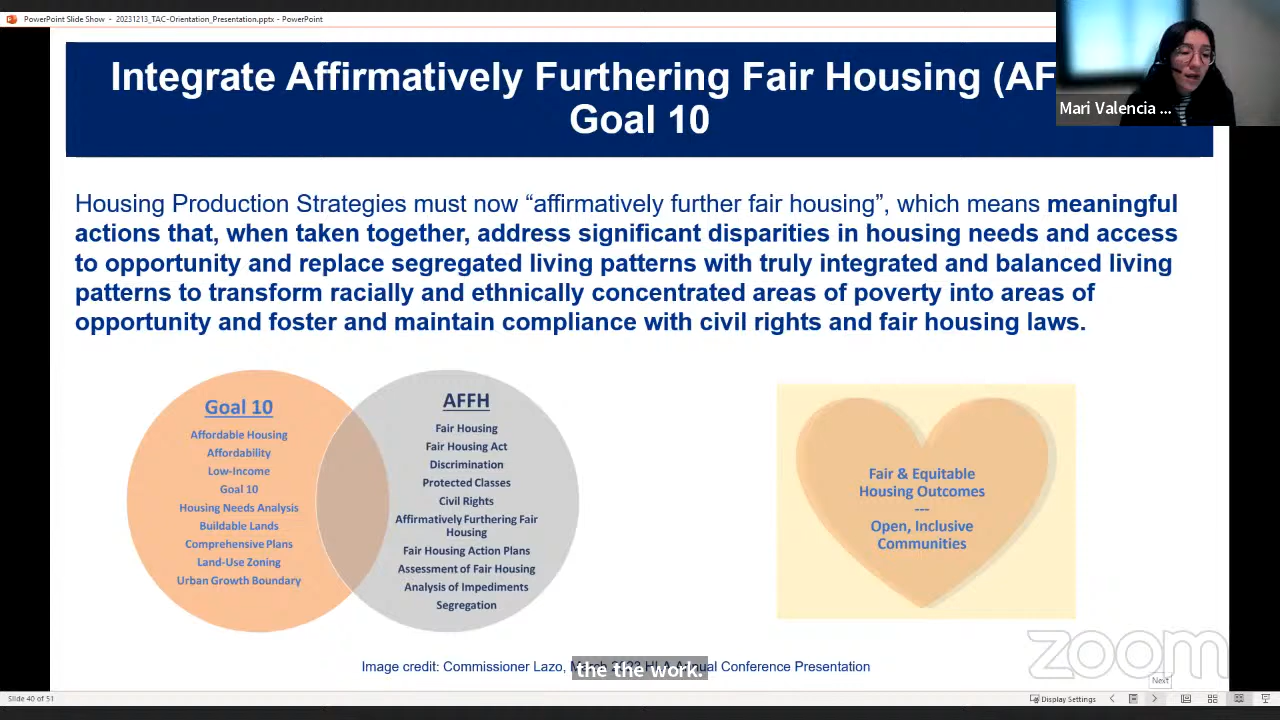 PowerPoint Slide Show - 20231213_TAC-Orientation_Presentation.pptx - PowerPoint
Integrate Affirmatively Furthering Fair Housing (AF
Goal 10
Mari Valencia ...
Housing Production Strategies must now “affirmatively further fair housing”, which means meaningful
actions that, when taken together, address significant disparities in housing needs and access
to opportunity and replace segregated living patterns with truly integrated and balanced living
patterns to transform racially and ethnically concentrated areas of poverty into areas of
opportunity and foster and maintain compliance with civil rights and fair housing laws.
Goal 10
Affordable Housing
Affordability
Low-Income
Goal 10
Housing Needs Analysis
Buildable Lands
Comprehensive Plans
Land-Use Zoning
Urban Growth Boundary
AFFH
Fair Housing
Fair Housing Act
Discrimination
Protected Classes
Civil Rights
Affirmatively Furthering Fair
Housing
Fair Housing Action Plans
Assessment of Fair Housing
Analysis of Impediments
Segregation
Fair & Equitable
Housing Outcomes
---
Open, Inclusive
Communities
Image credit: Commissioner Lazo, Annual Conference Presentation
the the work.
zoom
Next
Slide 40 of 51
Display Settings